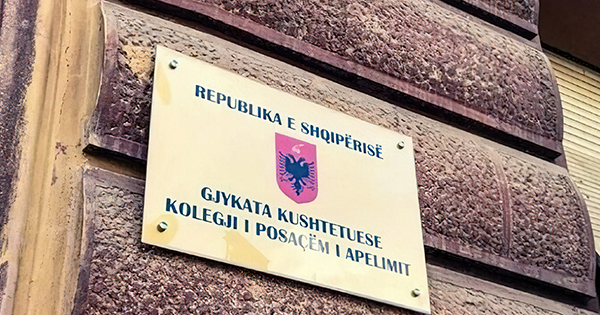 REPUBLIKA E SHQIPËRISË
GJYKATA KUSHTETUESE
KOLEGJI I POSAÇËM I APELIMIT